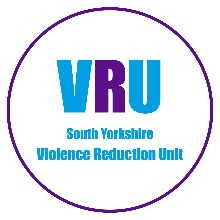 VRU
South Yorkshire
Violence Reduction Unit